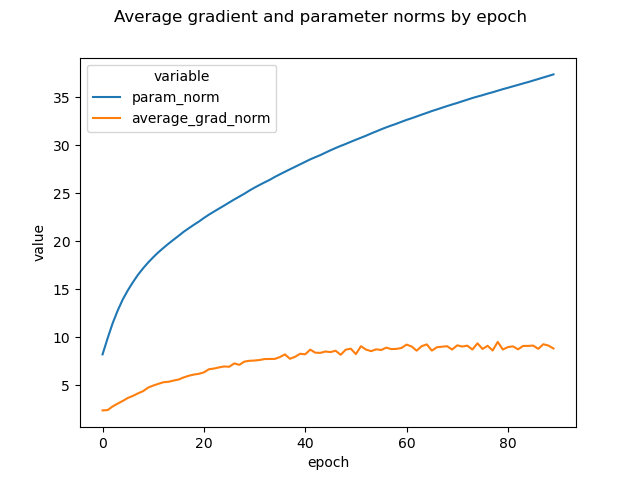 Average gradient and parameter norms by epoch
variable
param_norm
average_grad_norm
35
30
25
20
15
10
5
value
0
20
40
60
80
epoch